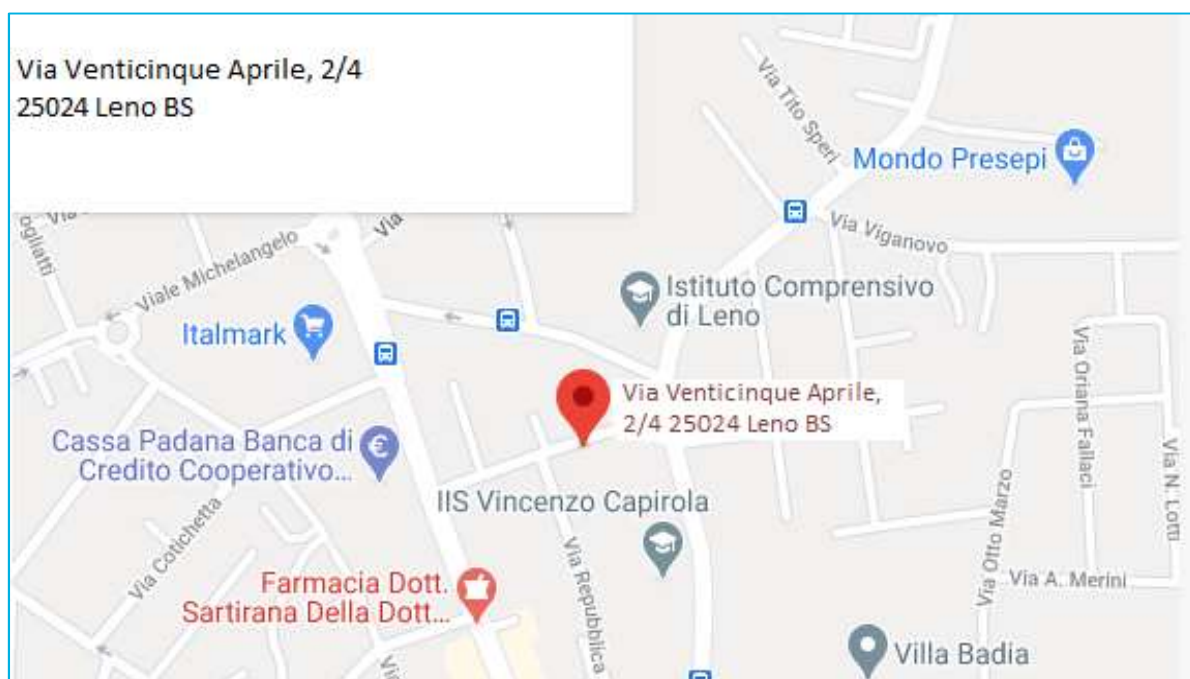 Via Venticinque Aprile, 2/4
25024 Leno BS
Via Tito Speri
Mondo Presepi
Via Viganovo
ogliatti
Via
Via
Viale Michelangelo
Istituto Comprensivo
di Leno
Italmark
Via Venticinque Aprile,
2/4 25024 Leno BS
Via Oriana Fallaci
Cassa Padana Banca di
Credito Cooperativo...
Via N. Lotti
IIS Vincenzo Capirola
Via Otto Marzo
Via Cotichetta
Via Repubblica
Farmacia Dott.
Sartirana Della Dott...
Via A. Merini
Villa Badia